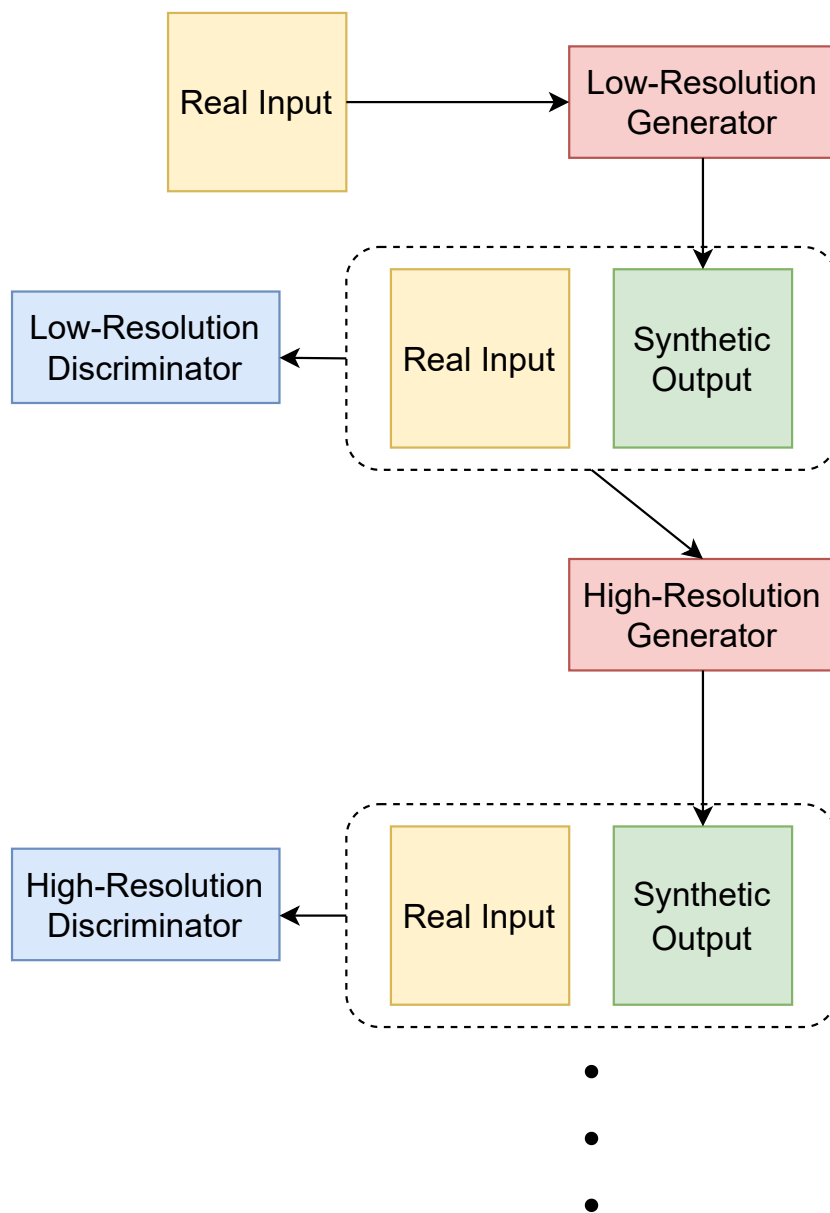 Real Input
Low-Resolution
Generator
Low-Resolution
Discriminator
Real Input
Synthetic
Output
High-Resolution
Generator
High-Resolution
Discriminator
Real Input
Synthetic
Output